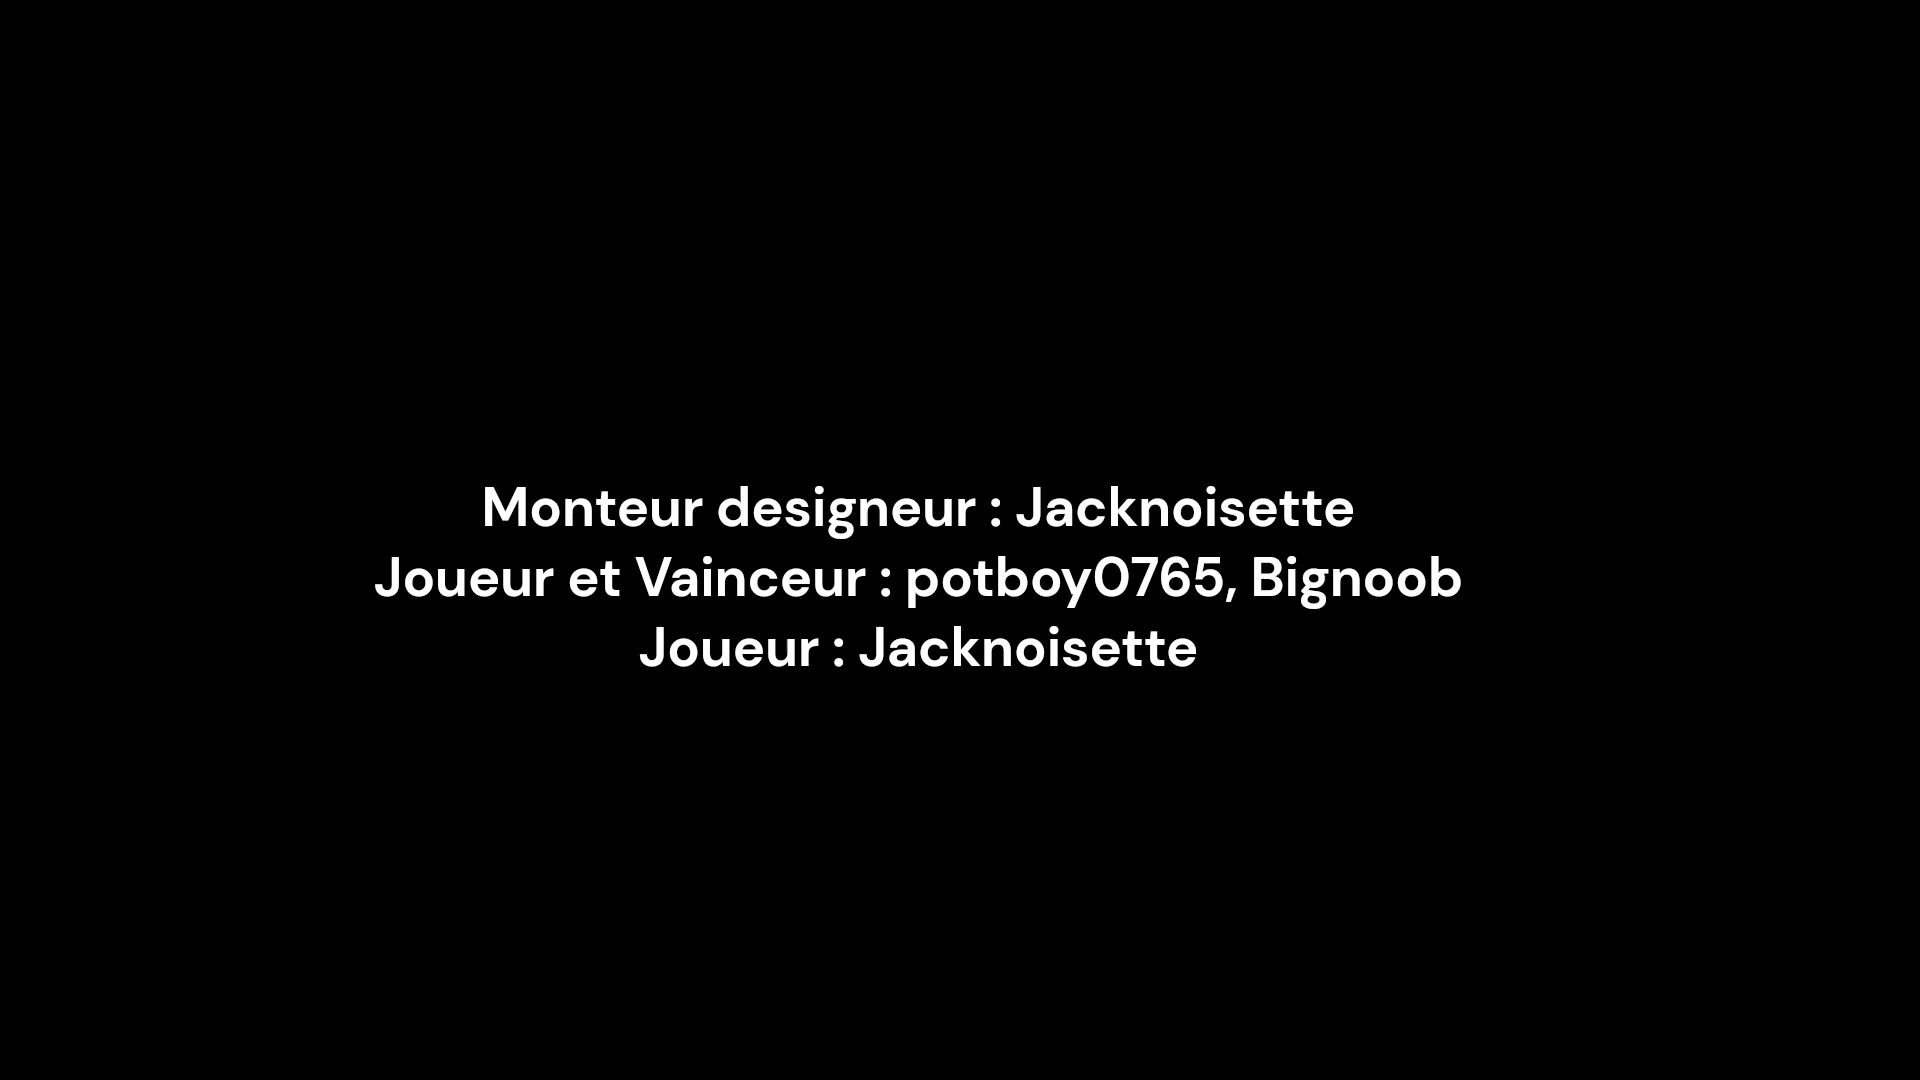 Monteur designeur : Jacknoisette
Joueur et Vainceur : potboy0765, Bignoob
Joueur : Jacknoisette